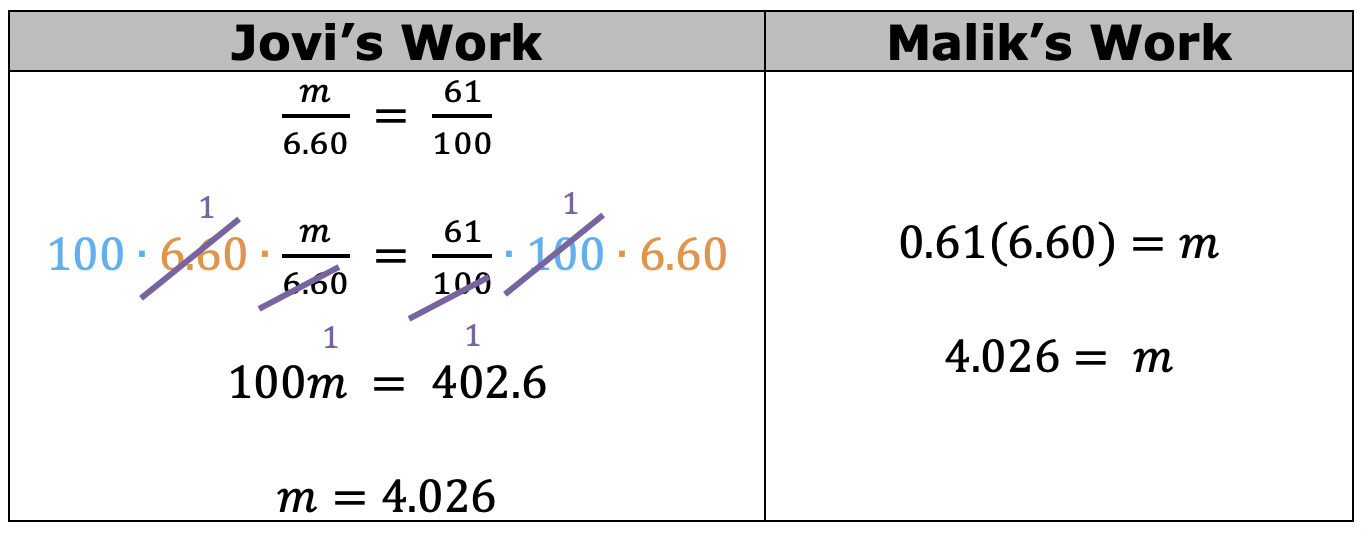 Jovi's Work
m/6.60 = 61/100
1 1
100 · 6.60 · m/6.60 = 61/100 · 100 · 6.60
1 1
100m = 402.6
m = 4.026
Malik's Work
0.61(6.60) = m
4.026 = m